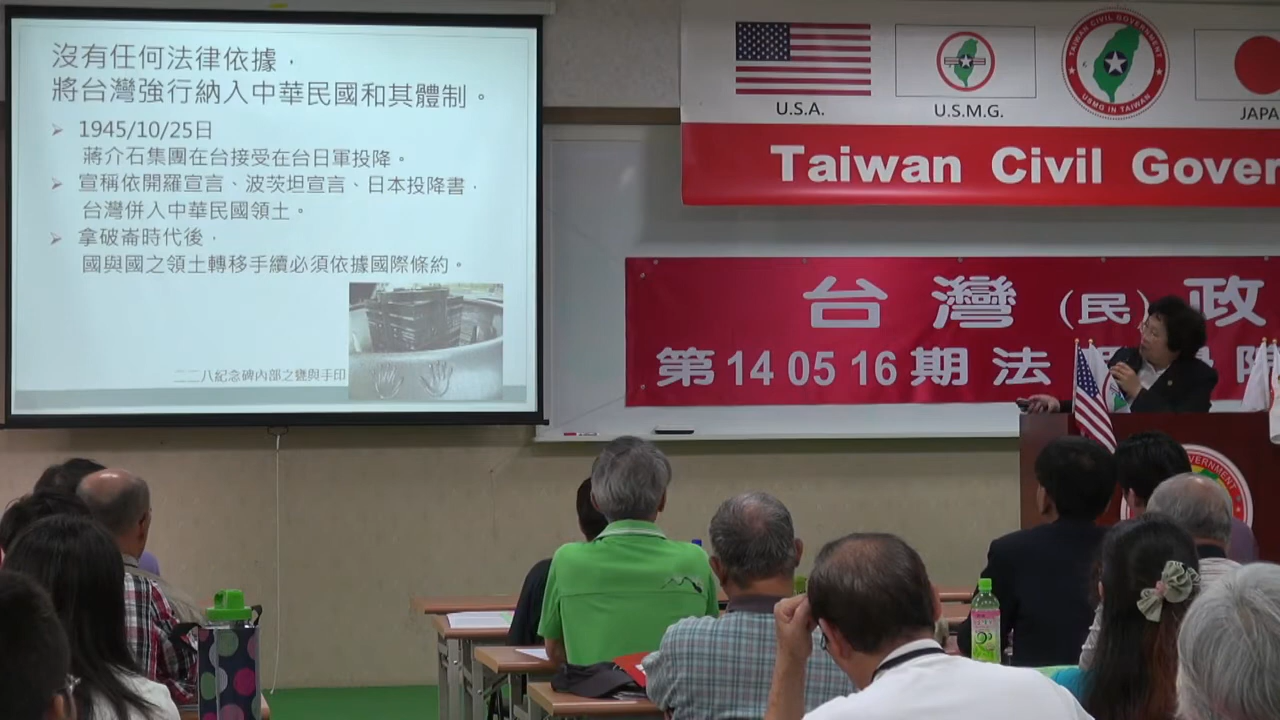 沒有任何法律依據，
將台灣強行納入中華民國和其體制。
➢ 1945/10/25日
蔣介石集團在台接受在台日軍投降。
➢ 宣稱依開羅宣言、波茨坦宣言、日本投降書，
台灣併入中華民國領土。
➢ 拿破崙時代後，
國與國之領土轉移手續必須依據國際條約。
二二八紀念碑內部之甕與手印
TAIWAN CIVIL GOVERNMENT
USMG IN TAIWAN
U.S.A.
U.S.M.G.
JAPA
Taiwan Civil Gover
台灣(民)政
第14 05 16期法